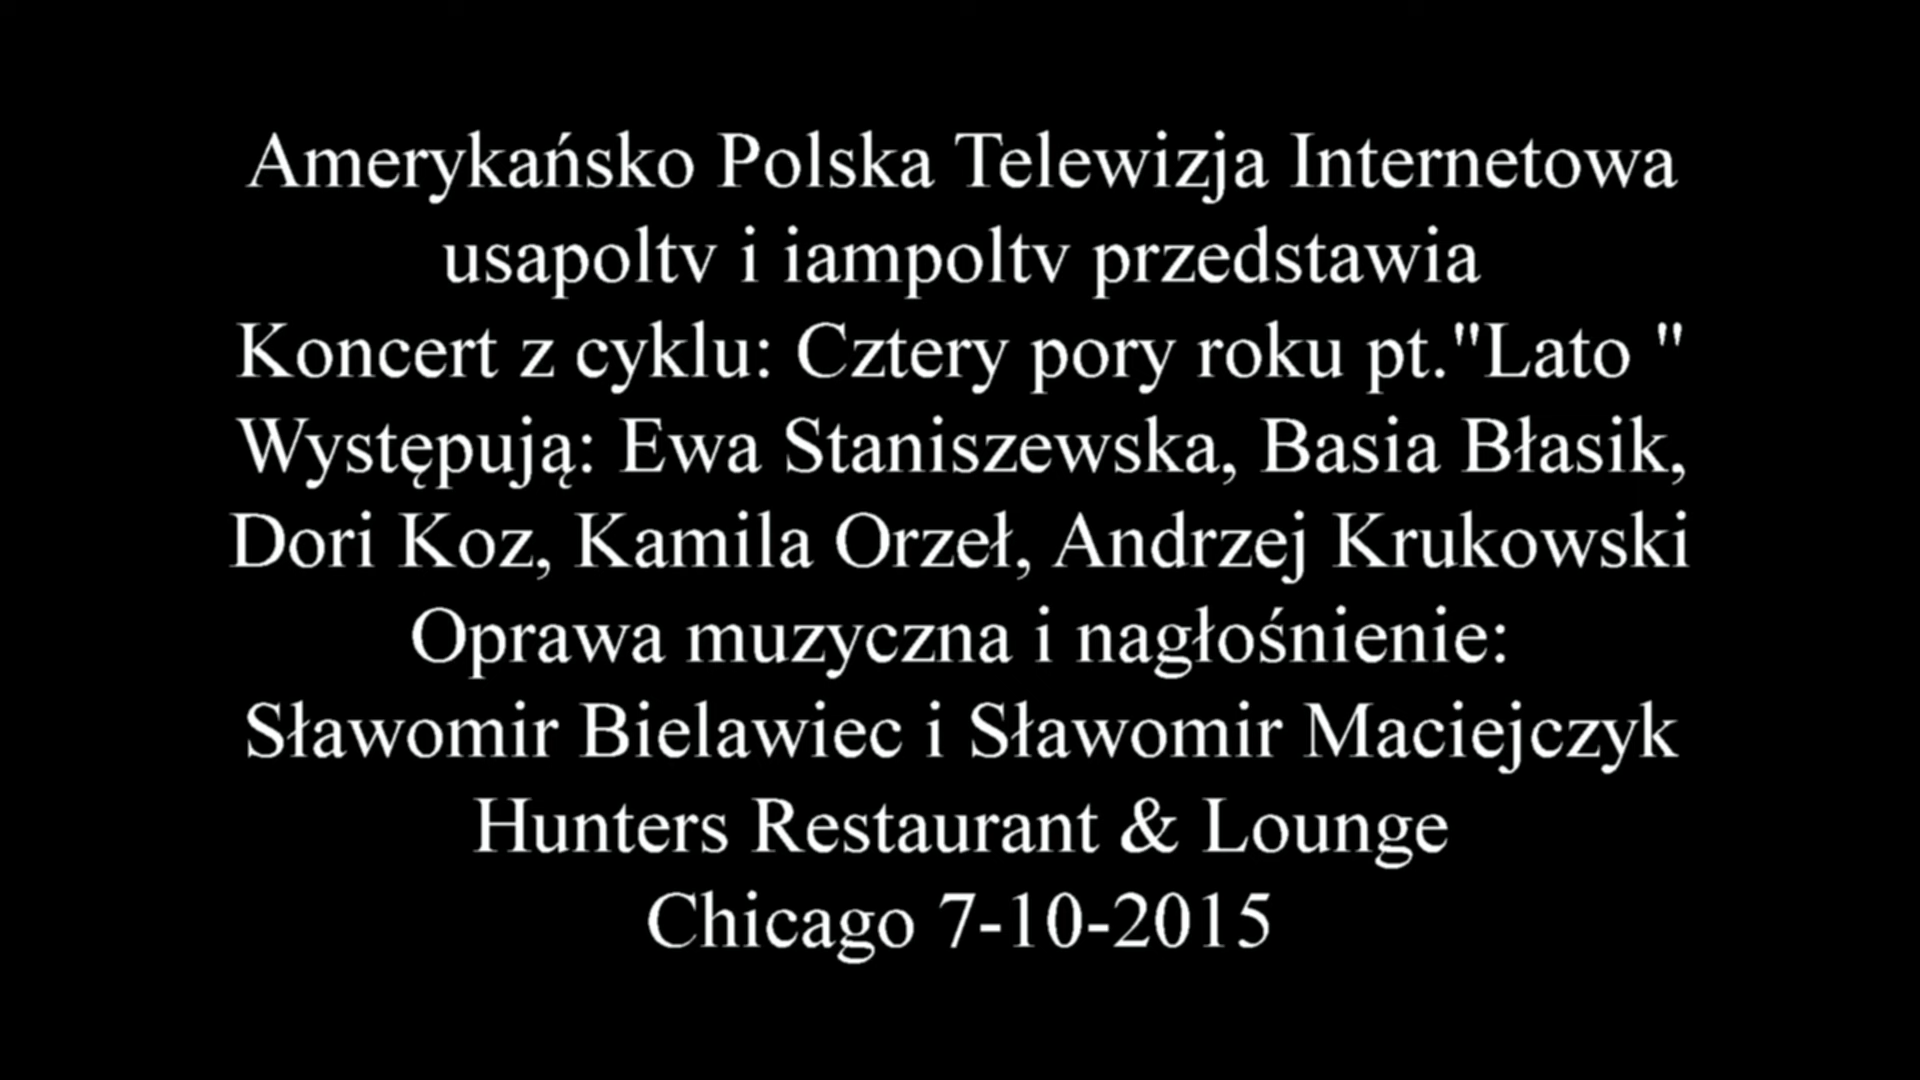 Amerykańsko Polska Telewizja Internetowa
usapoltv i iampoltv przedstawia
Koncert z cyklu: Cztery pory roku pt."Lato "
Występują: Ewa Staniszewska, Basia Błasik,
Dori Koz, Kamila Orzeł, Andrzej Krukowski
Oprawa muzyczna i nagłośnienie:
Sławomir Bielawiec i Sławomir Maciejczyk
Hunters Restaurant & Lounge
Chicago 7-10-2015